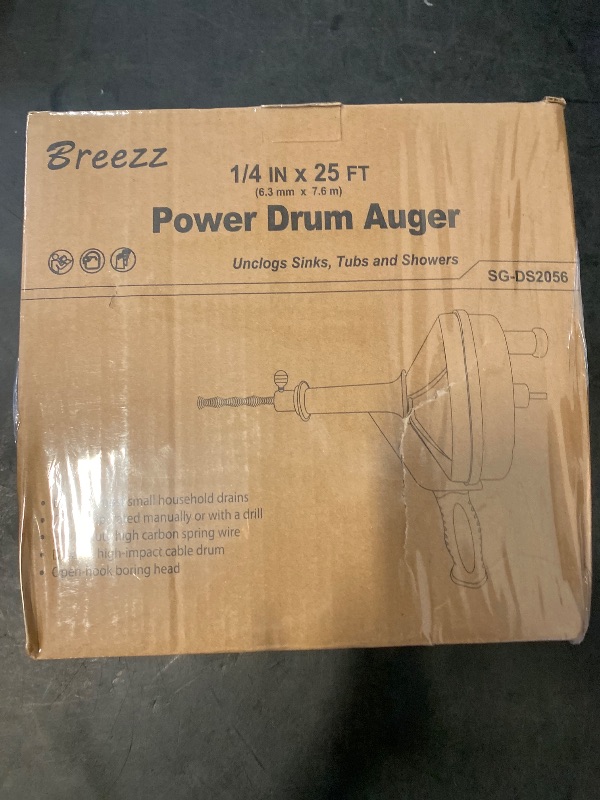 Breezz
1/4 IN x 25 FT
(6.3 mm x 7.6 m)
Power Drum Auger
Unclogs Sinks, Tubs and Showers
SG-DS2056
• small household drains
• manually or with a drill
• high carbon spring wire
• high-impact cable drum
• Open-hook boring head